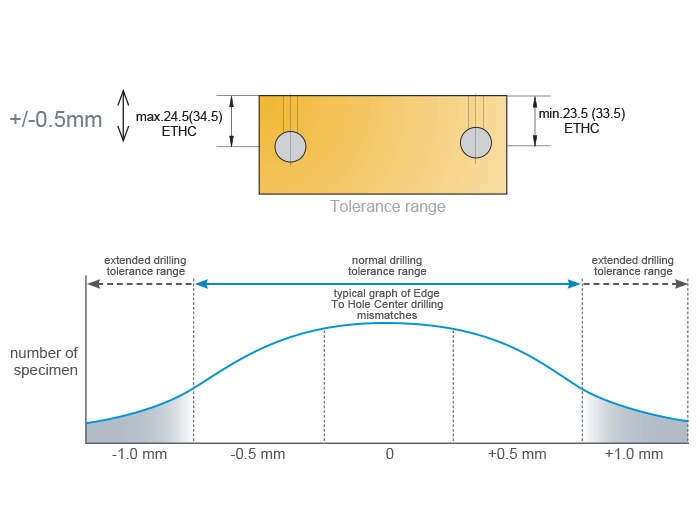 +/-0.5mm
max.24.5(34.5)
ETHC
min.23.5 (33.5)
ETHC
Tolerance range
extended drilling
tolerance range
normal drilling
tolerance range
extended drilling
tolerance range
typical graph of Edge
To Hole Center drilling
mismatches
number of
specimen
-1.0 mm
-0.5 mm
0
+0.5 mm
+1.0 mm